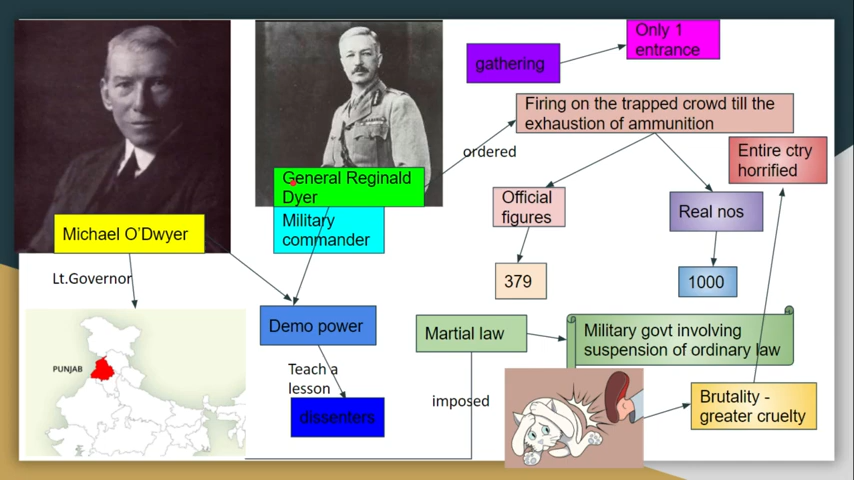 Only 1
entrance
gathering
Firing on the trapped crowd till the
exhaustion of ammunition
ordered
Entire ctry
horrified
General Reginald
Dyer
Military
commander
Official
figures
Real nos
Michael O'Dwyer
Lt.Governor
379
1000
Demo power
Martial law
Military govt involving
suspension of ordinary law
PUNJAB
Teach a
lesson
imposed
dissenters
Brutality -
greater cruelty